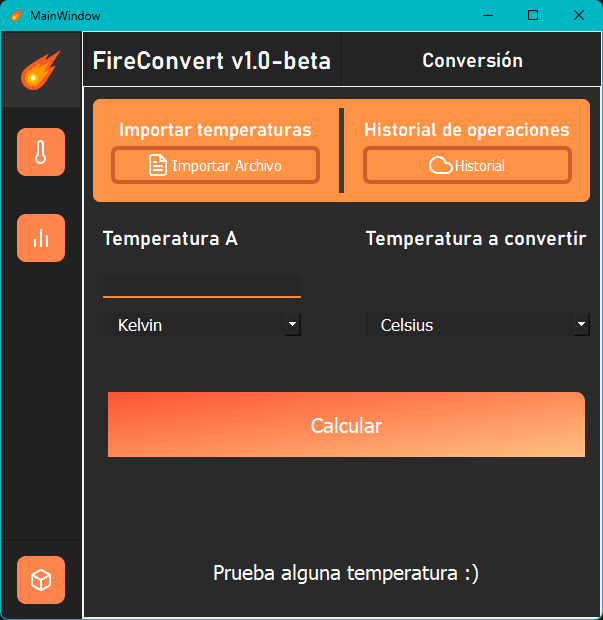 MainWindow
FireConvert v1.0-beta
Conversión
Importar temperaturas
Historial de operaciones
Importar Archivo
Historial
Temperatura A
Temperatura a convertir
Kelvin
Celsius
Calcular
Prueba alguna temperatura :)